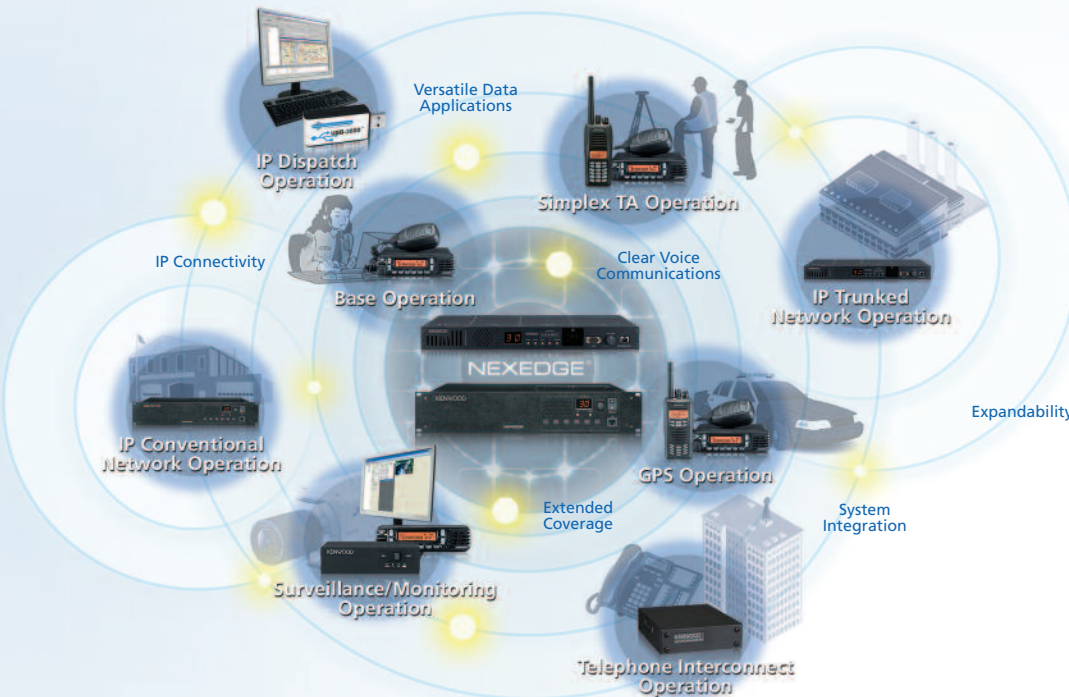 Versatile Data
Applications
IP Dispatch
Operation
Simplex TA Operation
IP Connectivity
Clear Voice
Communications
Base Operation
IP Trunked
Network Operation
NEXEDGE®
KENWOOD
Expandability
IP Conventional
Network Operation
GPS Operation
Extended
Coverage
System
Integration
KENWOOD
Surveillance/Monitoring
Operation
KENWOOD
Telephone Interconnect
Operation